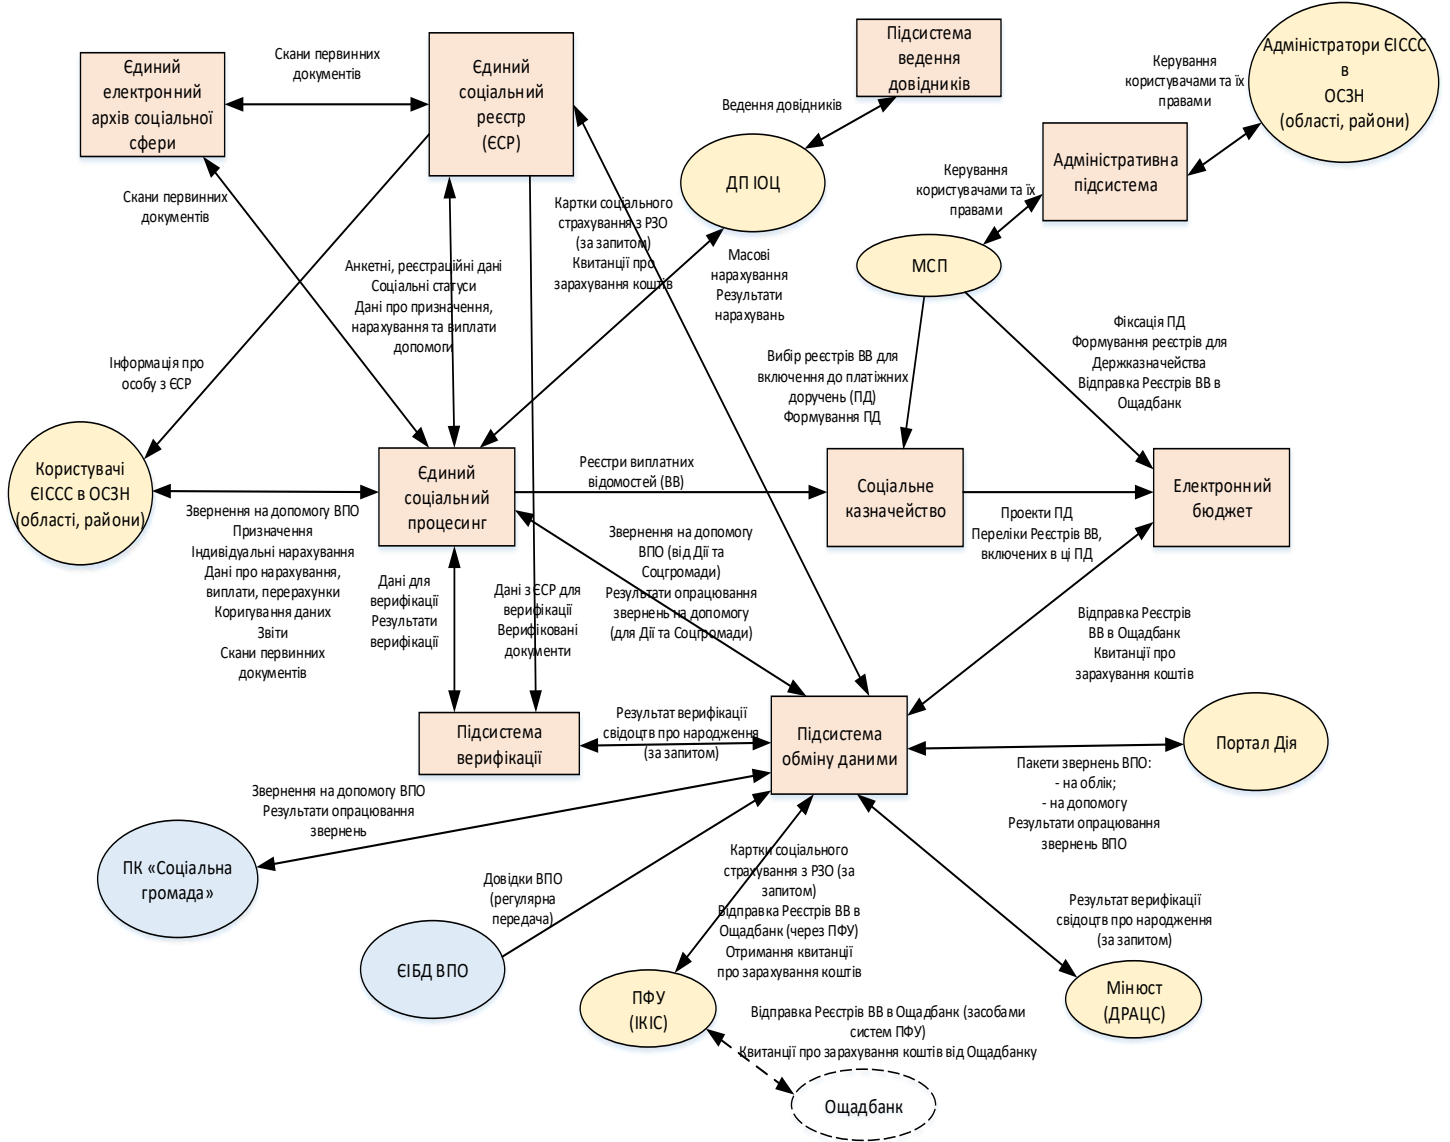 Єдиний
електронний
архів соціальної
сфери
Скани первинних
документів
Єдиний
соціальний
реєстр
(ЄСР)
Підсистема
ведення
довідників
Ведення довідників
ДП ІОЦ
Керування
користувачами та їх
правами
Адміністратори ЄІССС
в
ОСЗН
(області, райони)
Адміністративна
підсистема
Керування
користувачами та їх
правами
МСП
Скани первинних
документів
Картки соціального
страхування з РЗО
(за запитом)
Квитанції про
зарахування коштів
Масові
нарахування
Результати
нарахувань
Анкетні, реєстраційні дані
Соціальні статуси
Дані про призначення,
нарахування та виплати
допомоги
Інформація про
особу з ЄСР
Вибір реєстрів ВВ для
включення до платіжних
доручень (ПД)
Формування ПД
Фіксація ПД
Формування реєстрів для
Держказначейства
Відправка Реєстрів ВВ в
Ощадбанк
Користувачі
ЄІССС в ОСЗН
(області, райони)
Єдиний
соціальний
процесинг
Реєстри виплатних
відомостей (ВВ)
Соціальне
казначейство
Електронний
бюджет
Проекти ПД
Переліки Реєстрів ВВ,
включених в ці ПД
Звернення на допомогу ВПО
Призначення
Індивідуальні нарахування
Дані про нарахування,
виплати, перерахунки
Коригування даних
Звіти
Скани первинних
документів
Дані для
верифікації
Результати
верифікації
Дані з ЄСР для
верифікації
Верифіковані
документи
Звернення на допомогу
ВПО (від Дії та
Соцгромади)
Результати опрацювання
звернень на допомогу
(для Дії та Соцгромади)
Відправка Реєстрів
ВВ в Ощадбанк
Квитанції про
зарахування коштів
Підсистема
верифікації
Результат верифікації
свідоцтв про народження
(за запитом)
Підсистема
обміну даними
Портал Дія
Пакети звернень ВПО:
- на облік;
- на допомогу
Результати опрацювання
звернень ВПО
Звернення на допомогу ВПО
Результати опрацювання
звернень
ПК «Соціальна
громада»
Довідки ВПО
(регулярна
передача)
ЄІБД ВПО
Картки соціального
страхування з РЗО (за
запитом)
Відправка Реєстрів ВВ в
Ощадбанк (через ПФУ)
Отримання квитанції
про зарахування коштів
Результат верифікації
свідоцтв про народження
(за запитом)
ПФУ
(ІКІС)
Мінюст
(ДРАЦС)
Відправка Реєстрів ВВ в Ощадбанк (засобами
систем ПФУ)
Квитанції про зарахування коштів від Ощадбанку
Ощадбанк